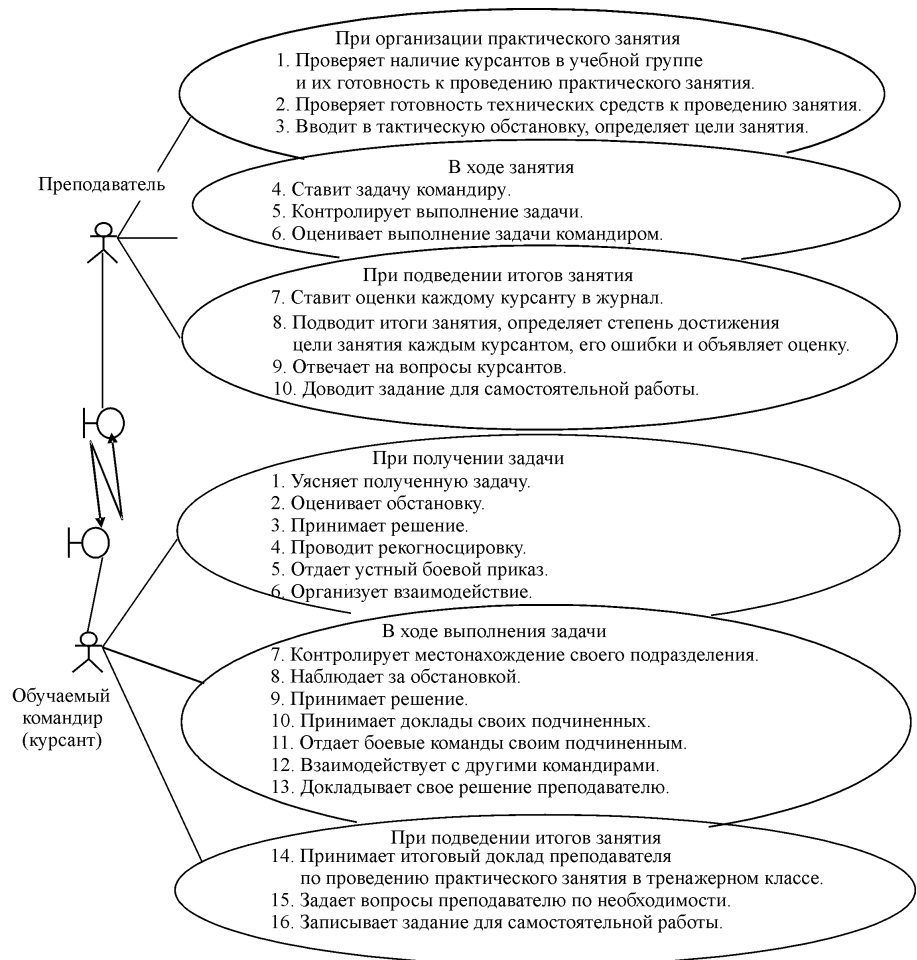 При организации практического занятия
1. Проверяет наличие курсантов в учебной группе
и их готовность к проведению практического занятия.
2. Проверяет готовность технических средств к проведению занятия.
3. Вводит в тактическую обстановку, определяет цели занятия.
Преподаватель
В ходе занятия
4. Ставит задачу командиру.
5. Контролирует выполнение задачи.
6. Оценивает выполнение задачи командиром.
При подведении итогов занятия
7. Ставит оценки каждому курсанту в журнал.
8. Подводит итоги занятия, определяет степень достижения
цели занятия каждым курсантом, его ошибки и объявляет оценку.
9. Отвечает на вопросы курсантов.
10. Доводит задание для самостоятельной работы.
При получении задачи
1. Уясняет полученную задачу.
2. Оценивает обстановку.
3. Принимает решение.
4. Проводит рекогносцировку.
5. Отдает устный боевой приказ.
6. Организует взаимодействие.
Обучаемый
командир
(курсант)
В ходе выполнения задачи
7. Контролирует местонахождение своего подразделения.
8. Наблюдает за обстановкой.
9. Принимает решение.
10. Принимает доклады своих подчиненных.
11. Отдает боевые команды своим подчиненным.
12. Взаимодействует с другими командирами.
13. Докладывает свое решение преподавателю.
При подведении итогов занятия
14. Принимает итоговый доклад преподавателя
по проведению практического занятия в тренажерном классе.
15. Задает вопросы преподавателю по необходимости.
16. Записывает задание для самостоятельной работы.